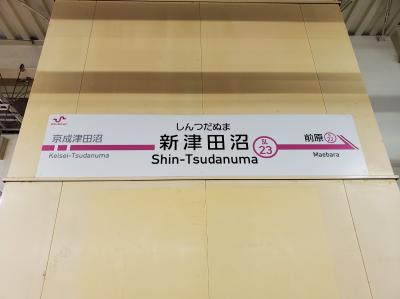 しんつだぬま
京成津田沼
新津田沼
SL
23
前原
Keisei-Tsudanuma
Shin-Tsudanuma
Maebara